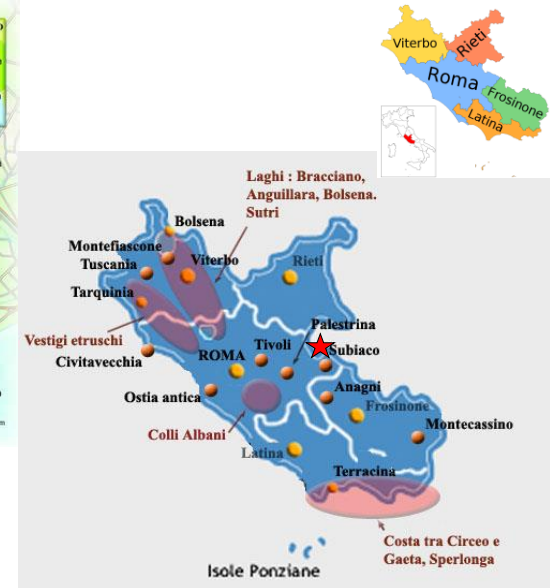 Viterbo
Rieti
Roma
Frosinone
Latina
Laghi : Bracciano,
Anguillara, Bolsena.
Sutri
Bolsena
Montefiascone
Tuscania
Viterbo
Rieti
Tarquinia
Vestigi etruschi
Palestrina
Civitavecchia
ROMA
Tivoli
Subiaco
Ostia antica
Anagni
Frosinone
Colli Albani
Montecassino
Latina
Terracina
Costa tra Circeo e
Gaeta, Sperlonga
Isole Ponziane